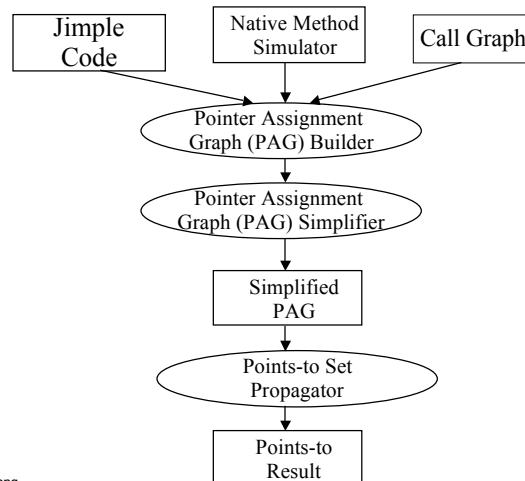 Jimple
Code
Native Method
Simulator
Call Graph
Pointer Assignment
Graph (PAG) Builder
Pointer Assignment
Graph (PAG) Simplifier
Simplified
PAG
Points-to Set
Propagator
Points-to
Result